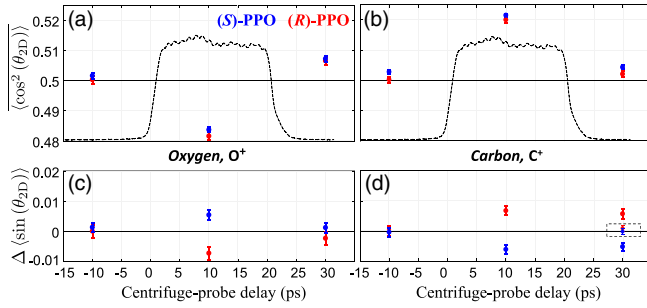 (a) (S)-PPO (R)-PPO (b)
⟨cos² (θ2D)⟩
0.52
0.51
0.5
0.49
0.48
Oxygen, O⁺ Carbon, C⁺
(c) (d)
Δ ⟨sin (θ2D)⟩
0.02
0.01
0
-0.01
-15 -10 -5 0 5 10 15 20 25 30 35 -15 -10 -5 0 5 10 15 20 25 30 35
Centrifuge-probe delay (ps) Centrifuge-probe delay (ps)